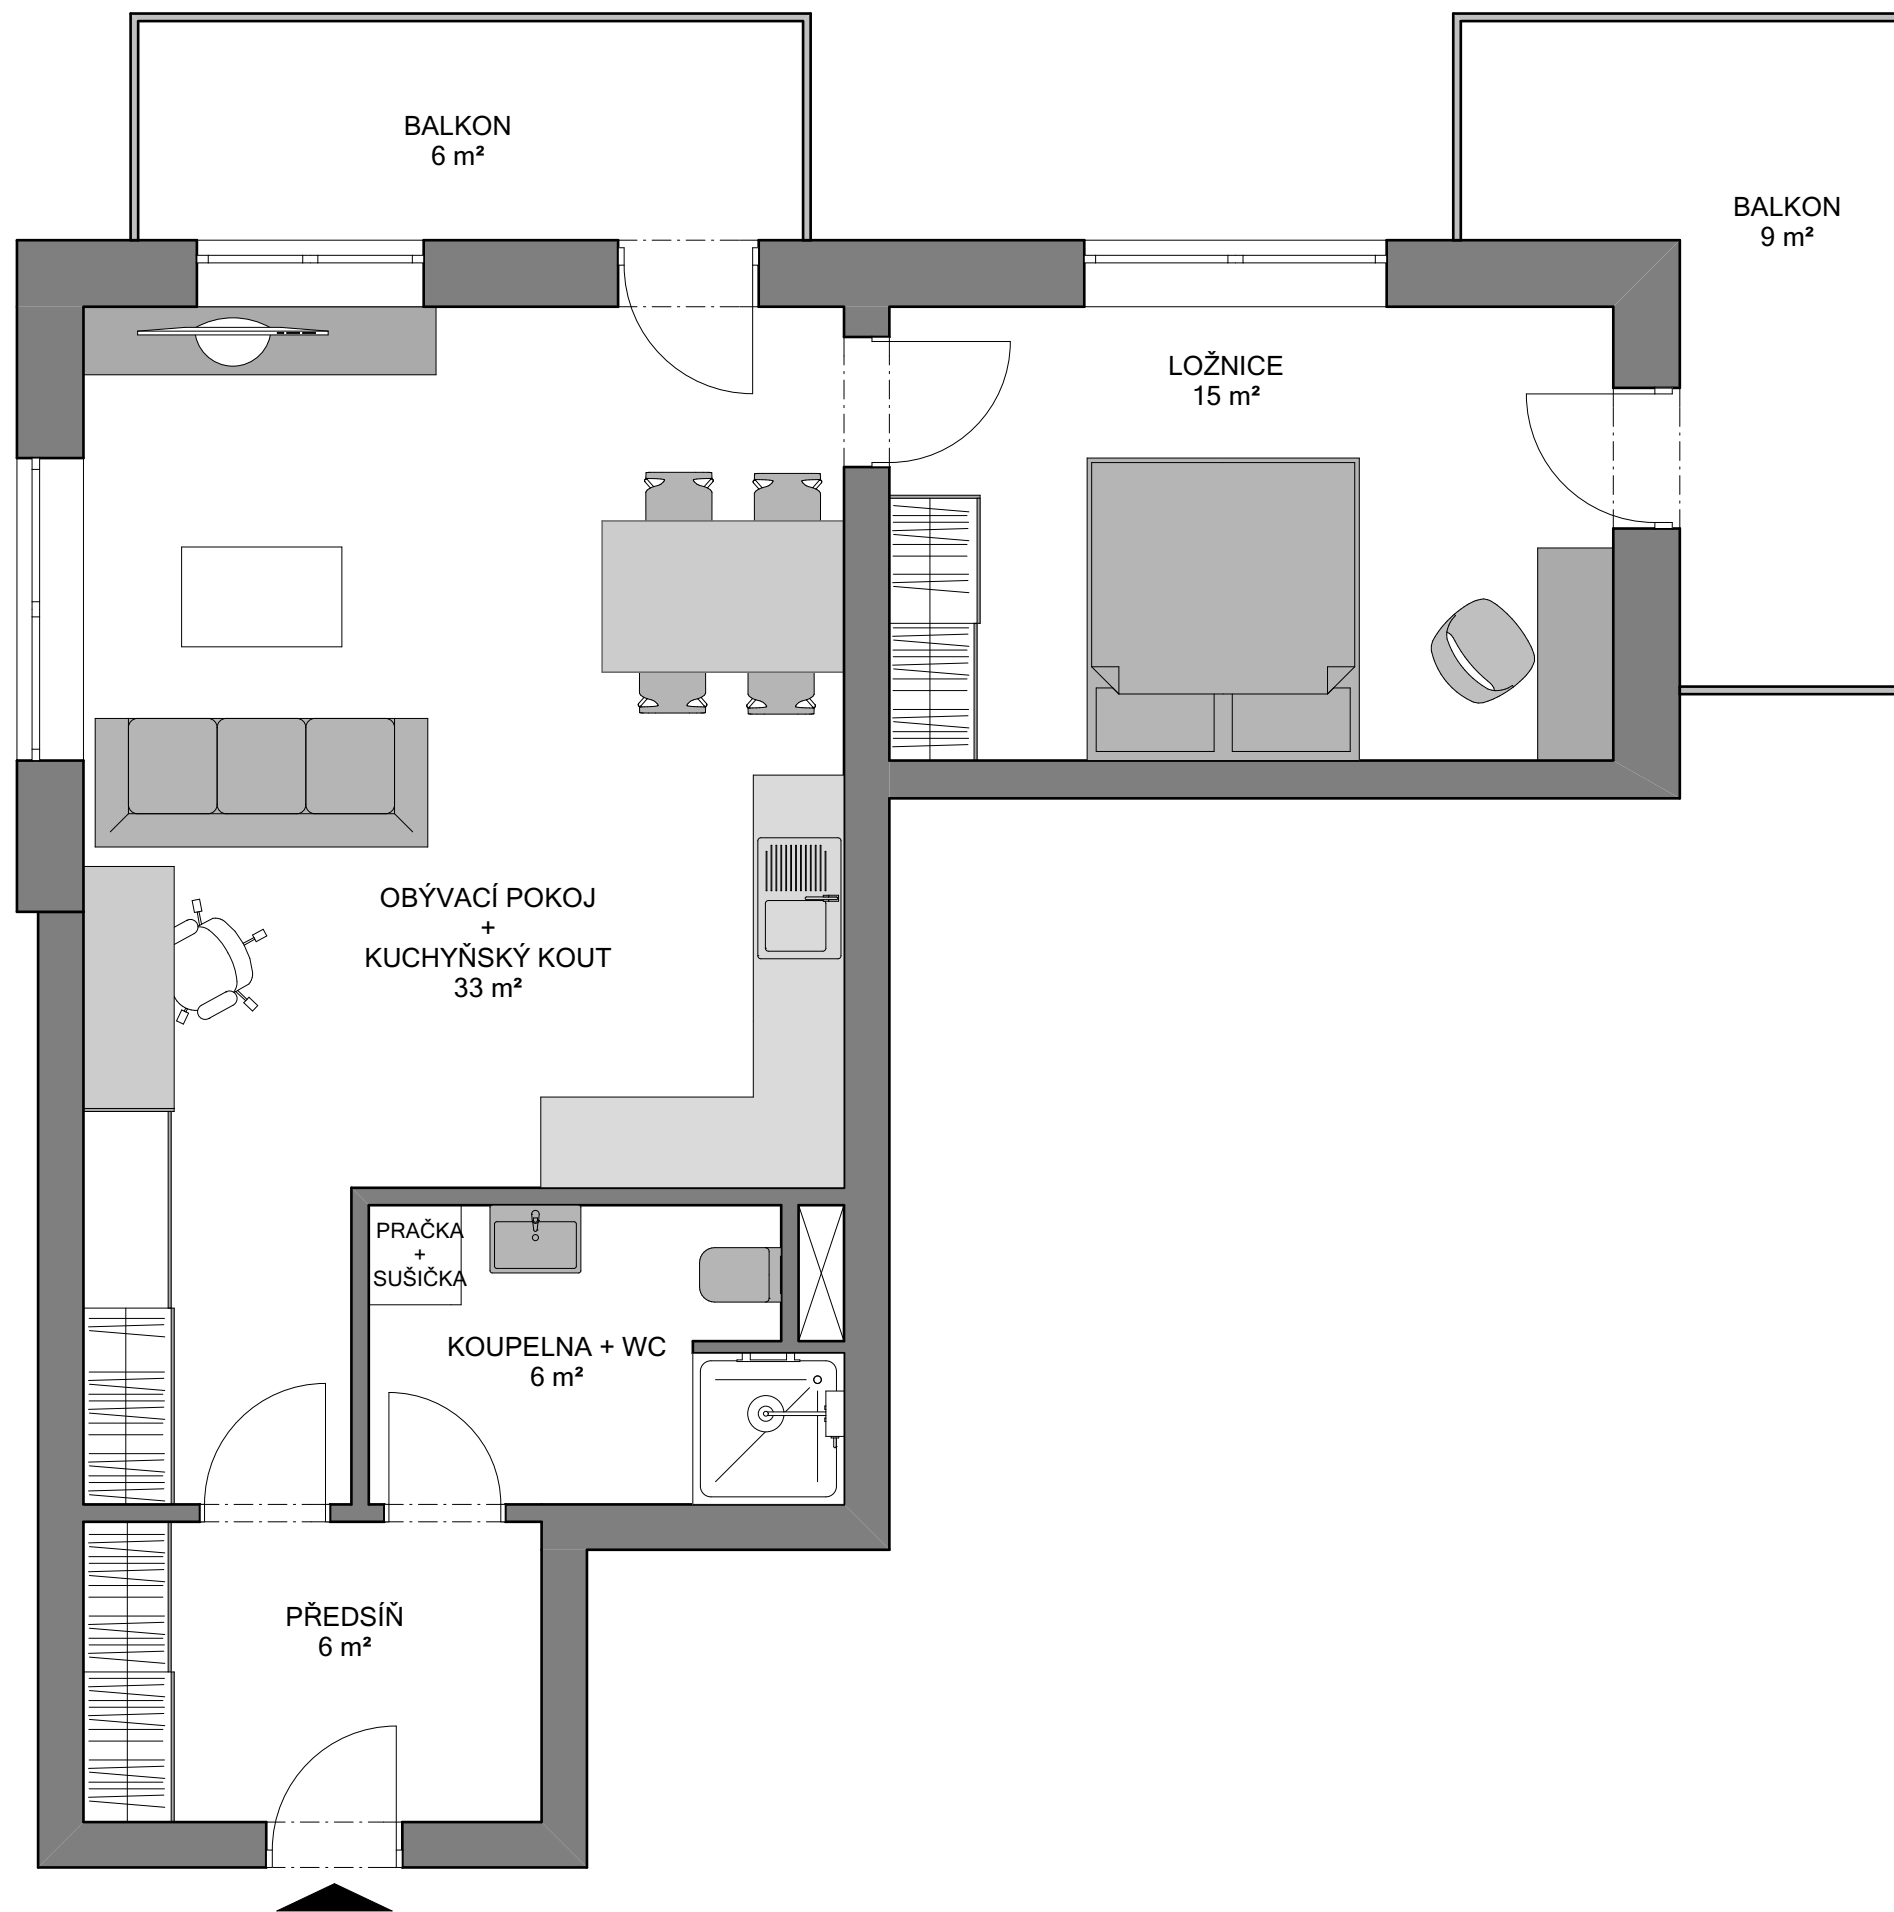 BALKON
6 m²
BALKON
9 m²
LOŽNICE
15 m²
OBÝVACÍ POKOJ
+
KUCHYŇSKÝ KOUT
33 m²
PRAČKA
+
SUŠIČKA
KOUPELNA + WC
6 m²
PŘEDSÍŇ
6 m²